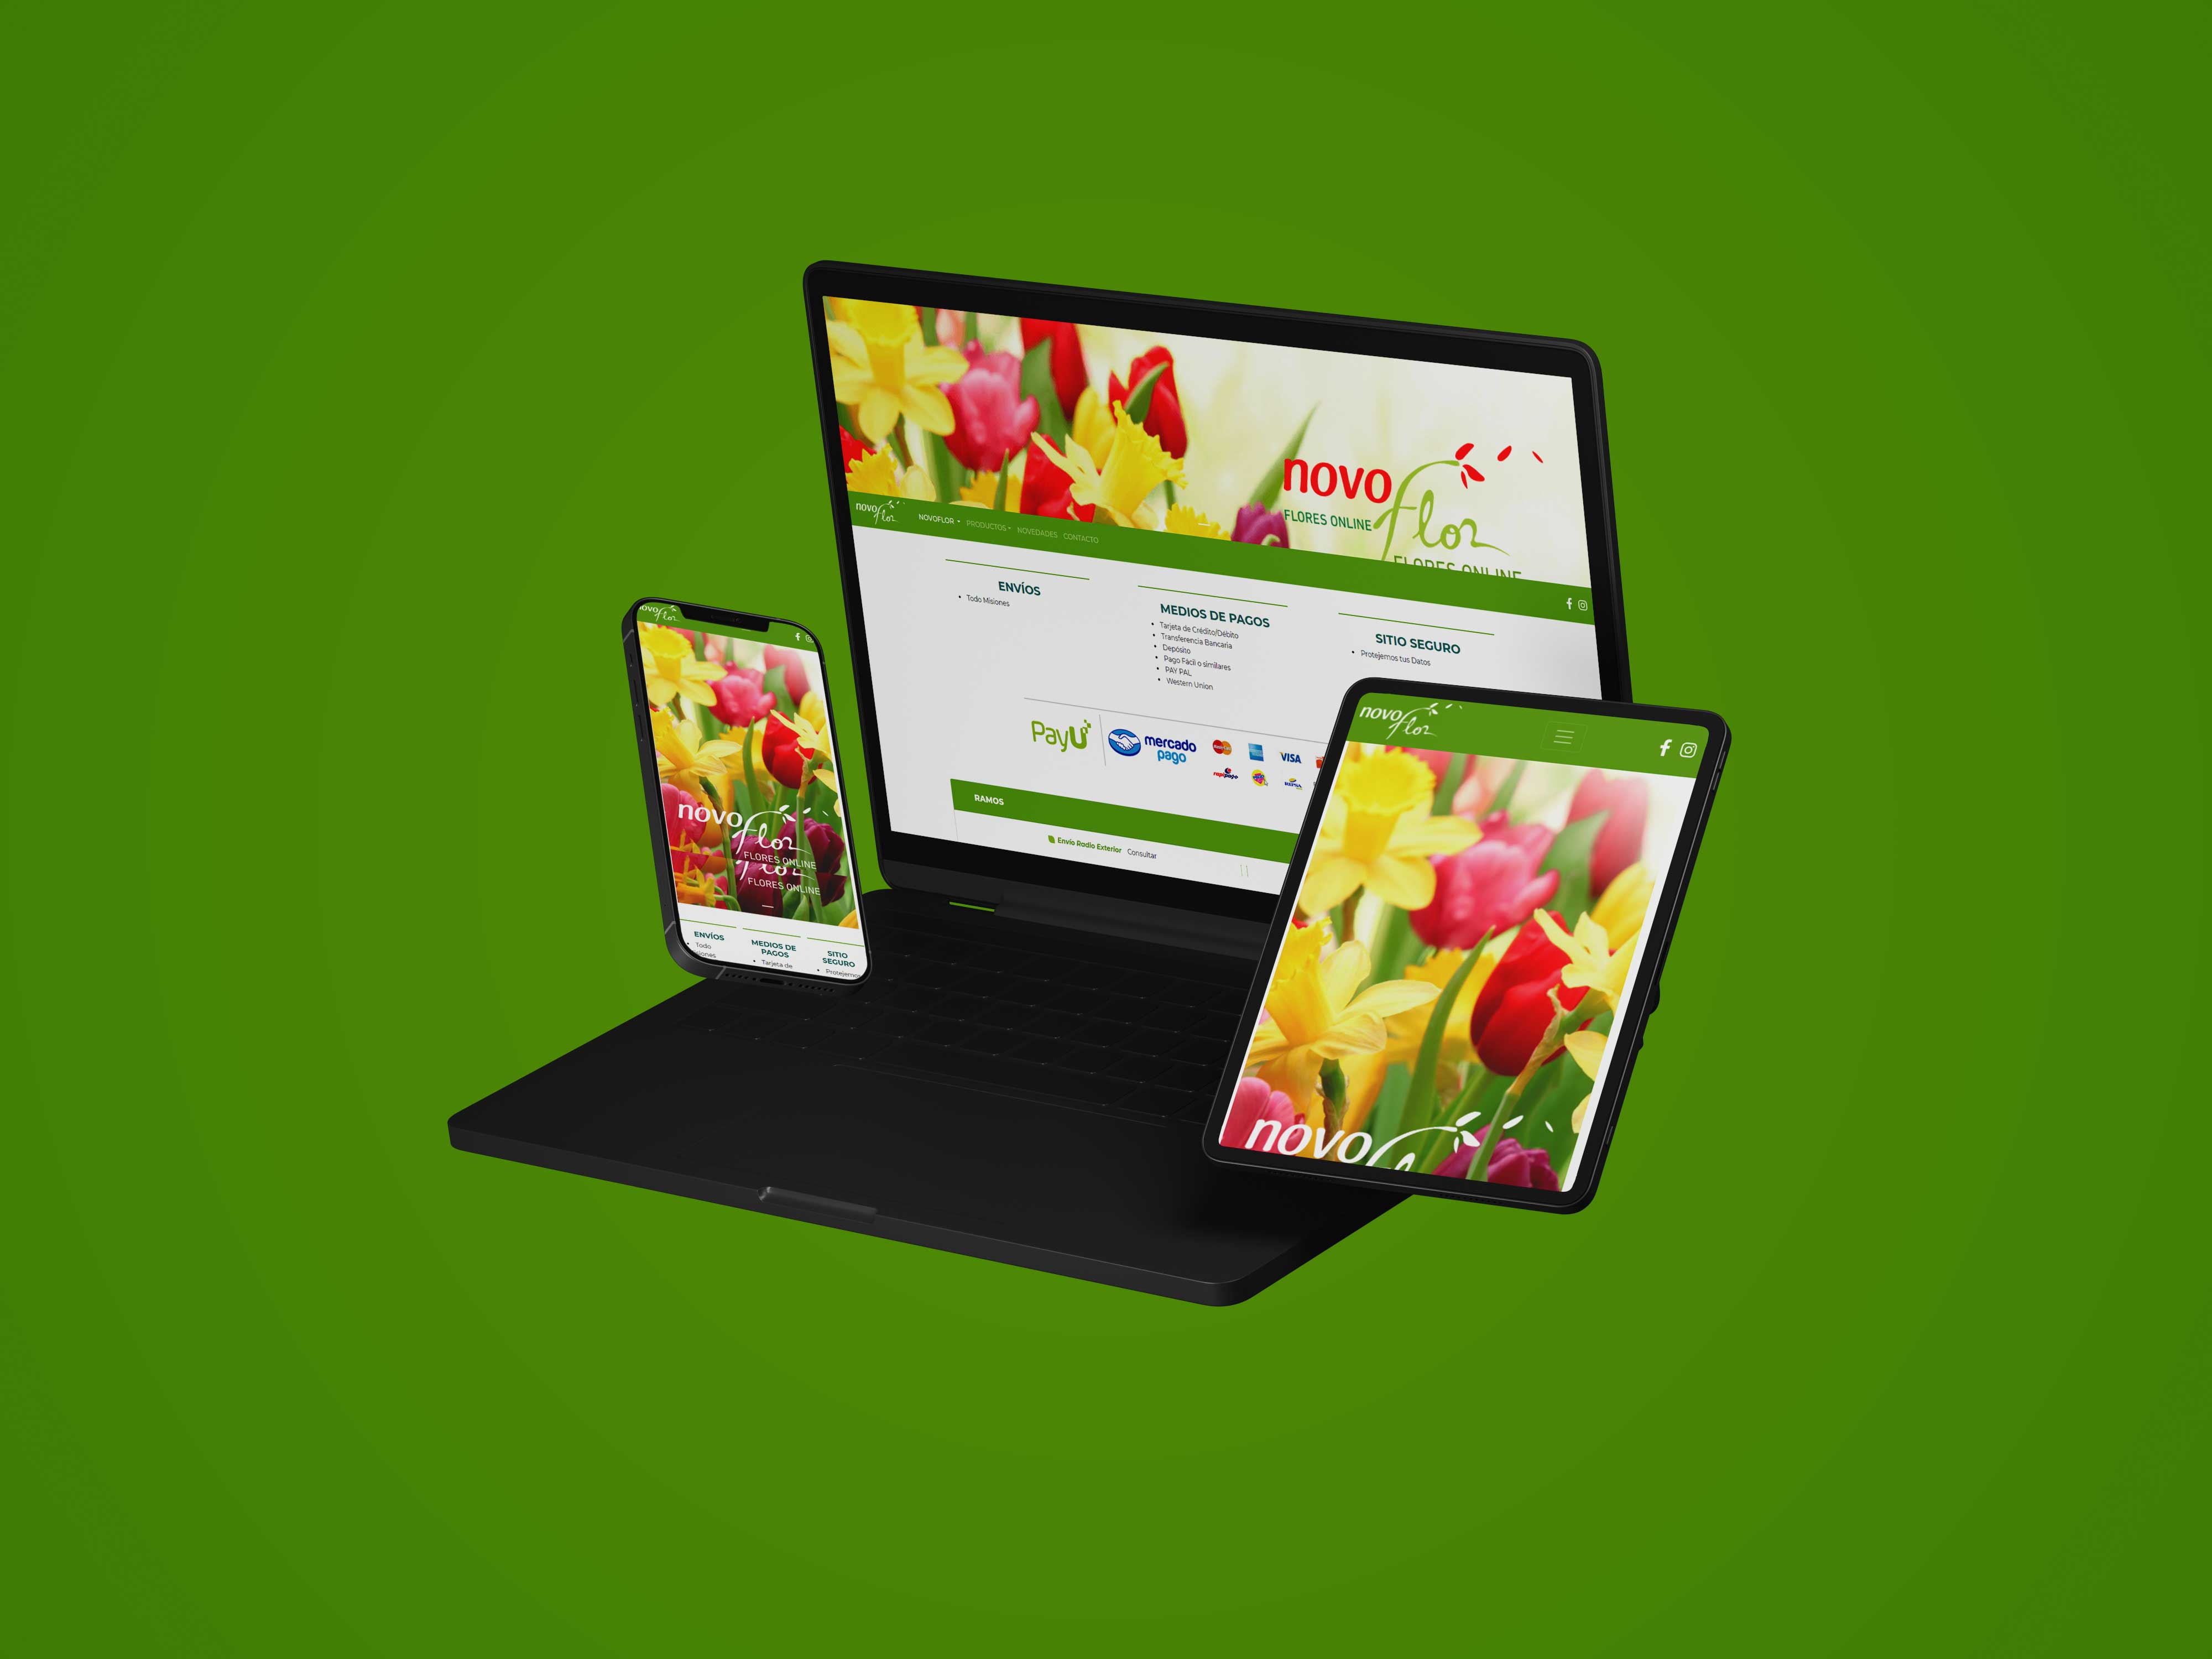 novo
flor
FLORES ONLINE
FLORES ONLINE
novo
flor
NOVOFLOR
PRODUCTOS
NOVEDADES
CONTACTO
ENVÍOS
Todo Misiones
MEDIOS DE PAGOS
Tarjeta de Crédito/Débito
Transferencia Bancaria
Depósito
Pago Fácil o similares
PAY PAL
Western Union
SITIO SEGURO
Protejemos tus Datos
PayU
mercado
pago
VISA
rapipago
RAMOS
Envío Radio Exterior Consultar
novo
flor
novo
flor
FLORES ONLINE
flor
FLORES ONLINE
ENVÍOS
Todo
MEDIOS DE
PAGOS
Tarjeta de
SITIO
SEGURO
Protejemos
novo
flor
novo